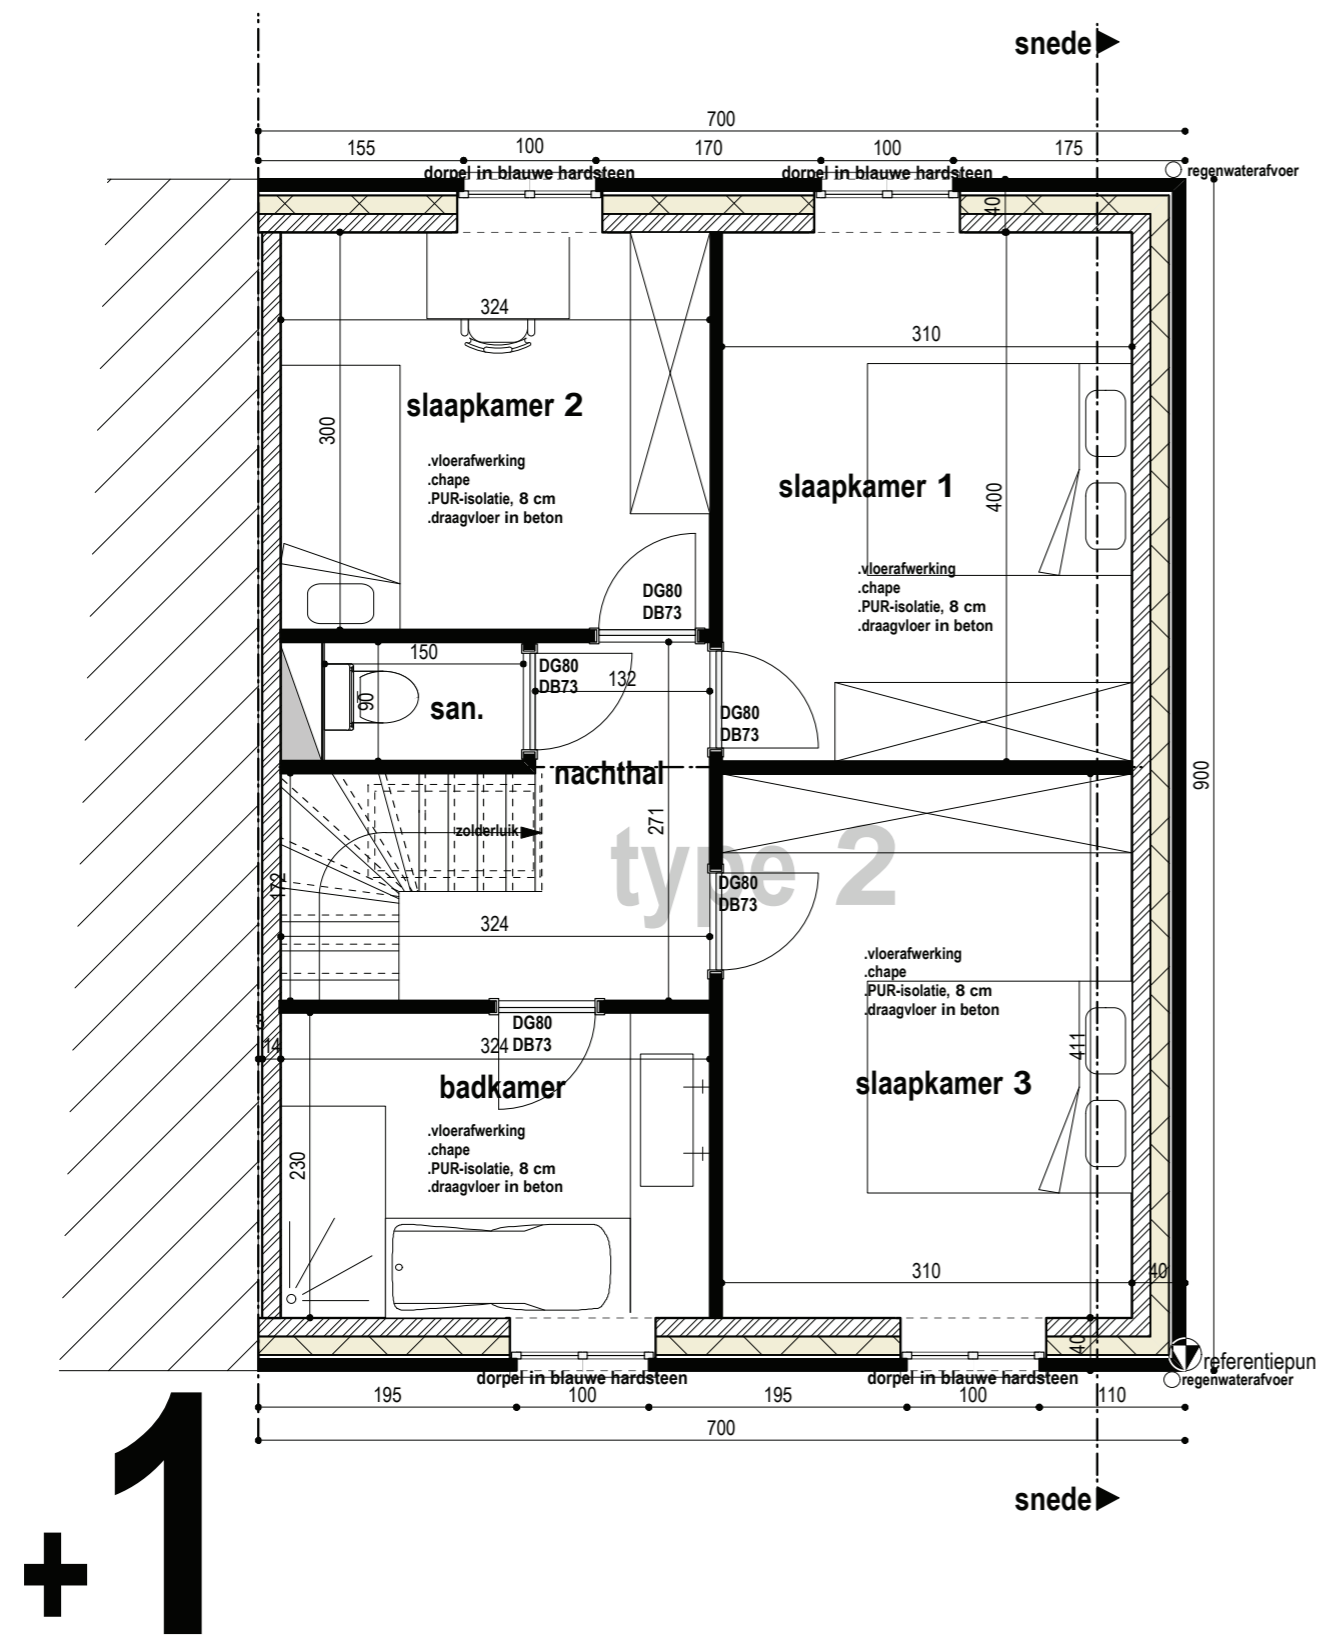 snede
700
155 100 170 100 175
dorpel in blauwe hardsteen dorpel in blauwe hardsteen regenwaterafvoer
40
324
310
slaapkamer 2
300
.vloerafwerking
.chape
.PUR-isolatie, 8 cm
.draagvloer in beton
slaapkamer 1
400
.vloerafwerking
.chape
.PUR-isolatie, 8 cm
.draagvloer in beton
DG80
DB73
150
DG80
DB73
132
90
san.
DG80
DB73
nachthal
900
zolderluik
271
type 2
172
DG80
DB73
324
.vloerafwerking
.chape
.PUR-isolatie, 8 cm
.draagvloer in beton
3
14
324
DG80
DB73
411
badkamer
slaapkamer 3
.vloerafwerking
.chape
.PUR-isolatie, 8 cm
.draagvloer in beton
230
310
40
40
referentiepun
dorpel in blauwe hardsteen dorpel in blauwe hardsteen regenwaterafvoer
195 100 195 100 110
700
snede
+1